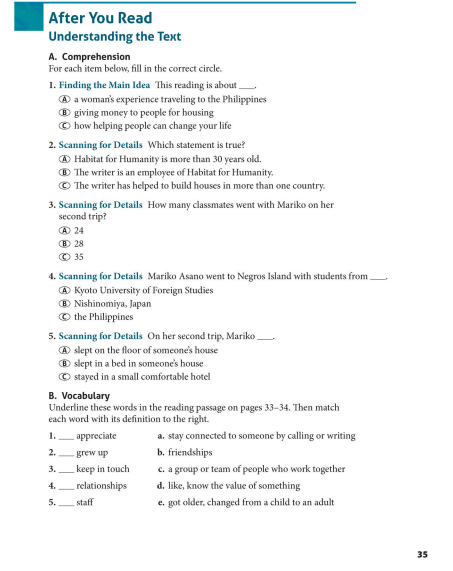 After You Read
Understanding the Text
A. Comprehension
For each item below, fill in the correct circle.
1. Finding the Main Idea This reading is about ___.
A a woman's experience traveling to the Philippines
B giving money to people for housing
C how helping people can change your life
2. Scanning for Details Which statement is true?
A Habitat for Humanity is more than 30 years old.
B The writer is an employee of Habitat for Humanity.
C The writer has helped to build houses in more than one country.
3. Scanning for Details How many classmates went with Mariko on her
second trip?
A 24
B 28
C 35
4. Scanning for Details Mariko Asano went to Negros Island with students from ___.
A Kyoto University of Foreign Studies
B Nishinomiya, Japan
C the Philippines
5. Scanning for Details On her second trip, Mariko ___.
A slept on the floor of someone's house
B slept in a bed in someone's house
C stayed in a small comfortable hotel
B. Vocabulary
Underline these words in the reading passage on pages 33–34. Then match
each word with its definition to the right.
1. ___ appreciate a. stay connected to someone by calling or writing
2. ___ grew up b. friendships
3. ___ keep in touch c. a group or team of people who work together
4. ___ relationships d. like, know the value of something
5. ___ staff e. got older, changed from a child to an adult
35